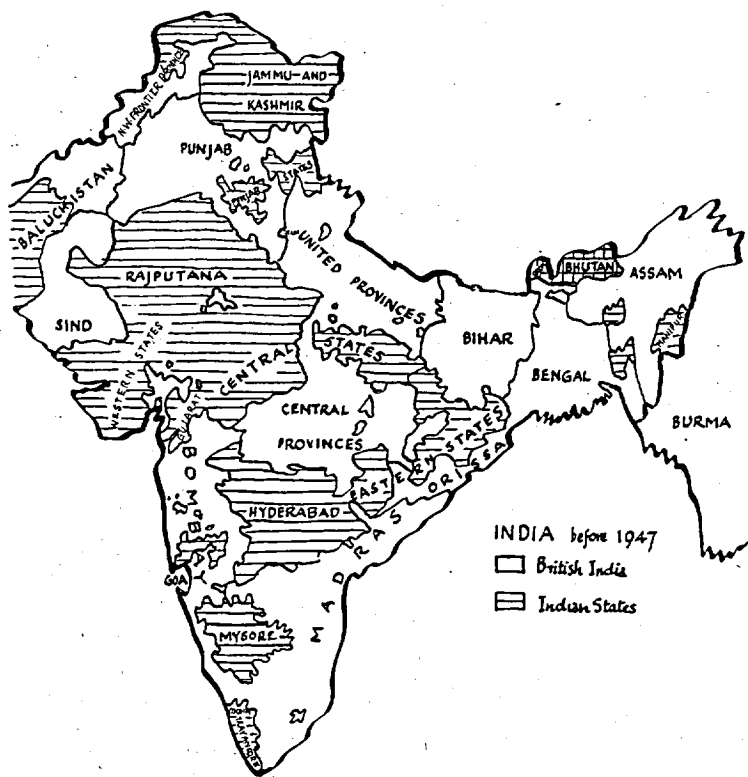 JAMMU AND
KASHMIR
N.W. FRONTIER PROVINCE
PUNJAB
PUNJAB
STATES
BALUCHISTAN
RAJPUTANA
UNITED PROVINCES
BHUTAN
ASSAM
SIND
BIHAR
MANIPUR
WESTERN STATES
CENTRAL
STATES
GUJARAT
BENGAL
CENTRAL
PROVINCES
BURMA
EASTERN STATES
ORISSA
BOMBAY
HYDERABAD
MADRAS
INDIA before 1947
British India
Indian States
GOA
MYSORE